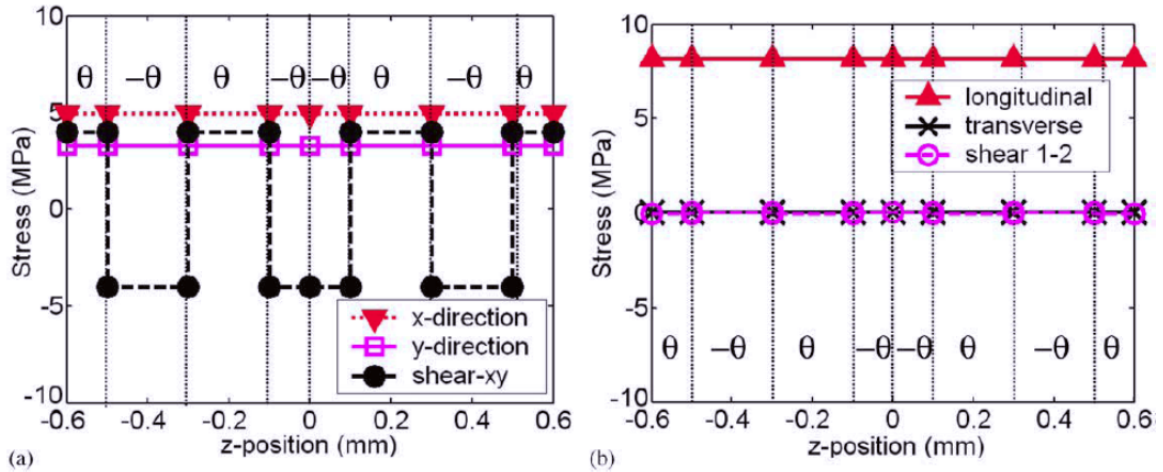 10
5
0
-5
-10
Stress (MPa)
θ –θ θ –θ –θ θ –θ θ
x-direction
y-direction
shear-xy
-0.6 -0.4 -0.2 0 0.2 0.4 0.6
z-position (mm)
(a)
10
5
0
-5
-10
Stress (MPa)
longitudinal
transverse
shear 1-2
θ –θ θ –θ –θ θ –θ θ
-0.6 -0.4 -0.2 0 0.2 0.4 0.6
z-position (mm)
(b)